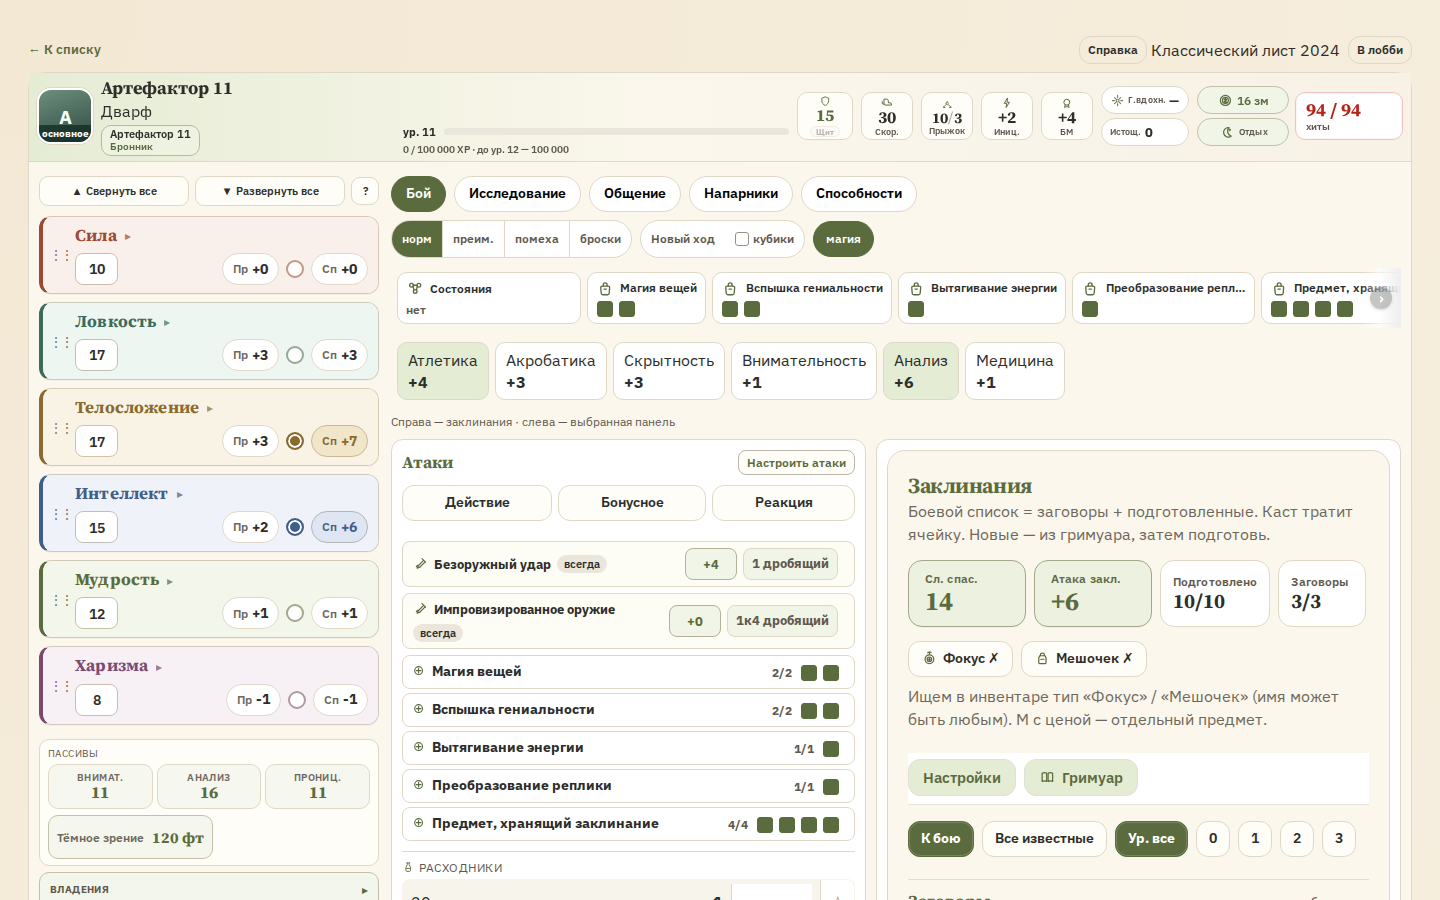 ← К списку
Справка
Классический лист 2024
В лобби
А
основное
Артефактор 11
Дварф
Артефактор 11
Бронник
ур. 11
0 / 100 000 XP · до ур. 12 — 100 000
15
Щит
30
Скор.
10/3
Прыжок
+2
Иниц.
+4
БМ
Г.вдохн. —
Истощ. 0
16 зм
Отдых
94 / 94
хиты
▲ Свернуть все
▼ Развернуть все
?
Сила ▸
10
Пр +0
Сп +0
Ловкость ▸
17
Пр +3
Сп +3
Телосложение ▸
17
Пр +3
Сп +7
Интеллект ▸
15
Пр +2
Сп +6
Мудрость ▸
12
Пр +1
Сп +1
Харизма ▸
8
Пр -1
Сп -1
ПАССИВЫ
ВНИМАТ.
11
АНАЛИЗ
16
ПРОНИЦ.
11
Тёмное зрение 120 фт
ВЛАДЕНИЯ ▸
Бой
Исследование
Общение
Напарники
Способности
норм
преим.
помеха
броски
Новый ход
кубики
магия
Состояния
нет
Магия вещей
Вспышка гениальности
Вытягивание энергии
Преобразование репл...
Предмет, хранящ
›
Атлетика
+4
Акробатика
+3
Скрытность
+3
Внимательность
+1
Анализ
+6
Медицина
+1
Справа — заклинания · слева — выбранная панель
Атаки
Настроить атаки
Действие
Бонусное
Реакция
Безоружный удар всегда
+4
1 дробящий
Импровизированное оружие
всегда
+0
1к4 дробящий
Магия вещей 2/2
Вспышка гениальности 2/2
Вытягивание энергии 1/1
Преобразование реплики 1/1
Предмет, хранящий заклинание 4/4
РАСХОДНИКИ
Заклинания
Боевой список = заговоры + подготовленные. Каст тратит
ячейку. Новые — из гримуара, затем подготовь.
Сл. спас.
14
Атака закл.
+6
Подготовлено
10/10
Заговоры
3/3
Фокус ✗
Мешочек ✗
Ищем в инвентаре тип «Фокус» / «Мешочек» (имя может
быть любым). М с ценой — отдельный предмет.
Настройки
Гримуар
К бою
Все известные
Ур. все
0
1
2
3